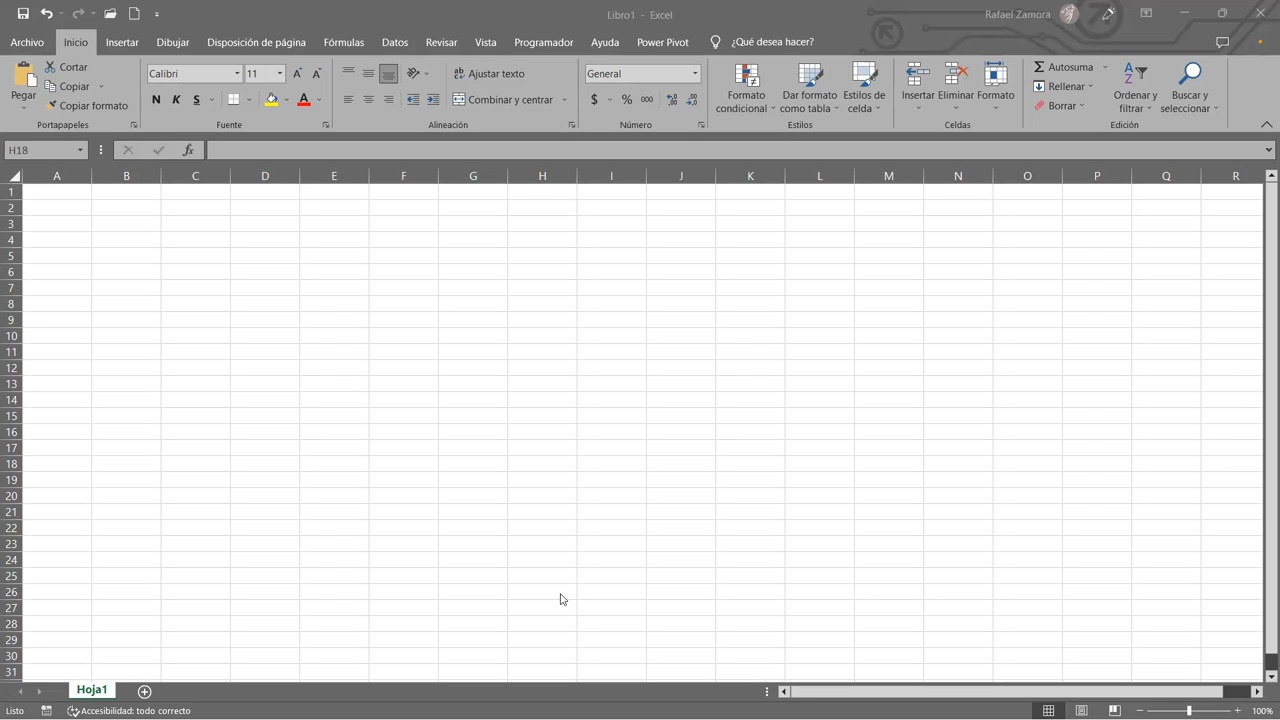 Libro1 - Excel
Rafael Zamora
Archivo Inicio Insertar Dibujar Disposición de página Fórmulas Datos Revisar Vista Programador Ayuda Power Pivot ¿Qué desea hacer?
Pegar
Cortar
Copiar
Copiar formato
Portapapeles
Calibri 11
N K S
Fuente
Ajustar texto
Combinar y centrar
Alineación
General
$ % 000
Número
Formato condicional
Dar formato como tabla
Estilos de celda
Estilos
Insertar Eliminar Formato
Celdas
Autosuma
Rellenar
Borrar
Ordenar y filtrar
Buscar y seleccionar
Edición
H18 fx
A B C D E F G H I J K L M N O P Q R
1
2
3
4
5
6
7
8
9
10
11
12
13
14
15
16
17
18
19
20
21
22
23
24
25
26
27
28
29
30
31
Hoja1
Listo Accesibilidad: todo correcto 100%